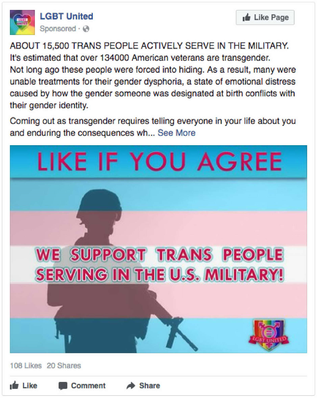 LGBT United
Sponsored ·
Like Page
ABOUT 15,500 TRANS PEOPLE ACTIVELY SERVE IN THE MILITARY.
It's estimated that over 134000 American veterans are transgender.
Not long ago these people were forced into hiding. As a result, many were
unable treatments for their gender dysphoria, a state of emotional distress
caused by how the gender someone was designated at birth conflicts with
their gender identity.
Coming out as transgender requires telling everyone in your life about you
and enduring the consequences wh... See More
LIKE IF YOU AGREE
WE SUPPORT TRANS PEOPLE
SERVING IN THE U.S. MILITARY!
LGBT UNITED
108 Likes 20 Shares
Like Comment Share